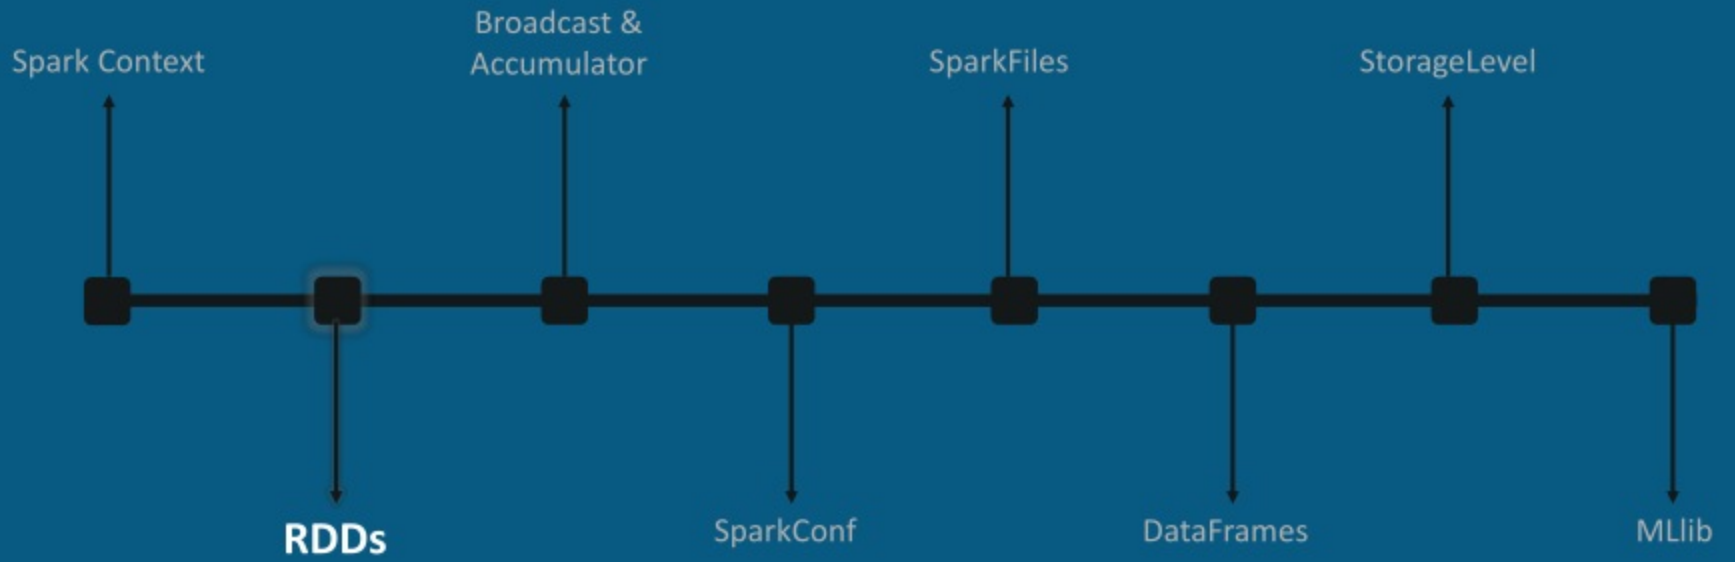 Spark Context
Broadcast &
Accumulator
SparkFiles
StorageLevel
RDDs
SparkConf
DataFrames
MLlib